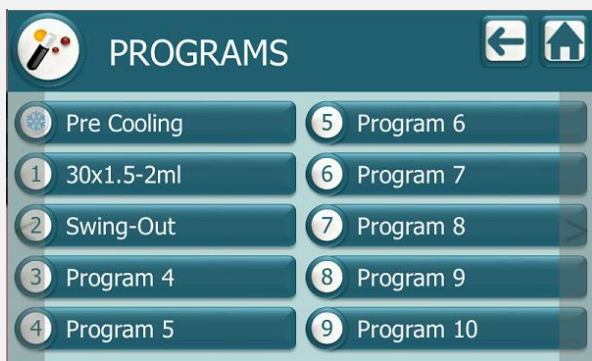 PROGRAMS
Pre Cooling
1 30x1.5-2ml
2 Swing-Out
3 Program 4
4 Program 5
5 Program 6
6 Program 7
7 Program 8
8 Program 9
9 Program 10
>